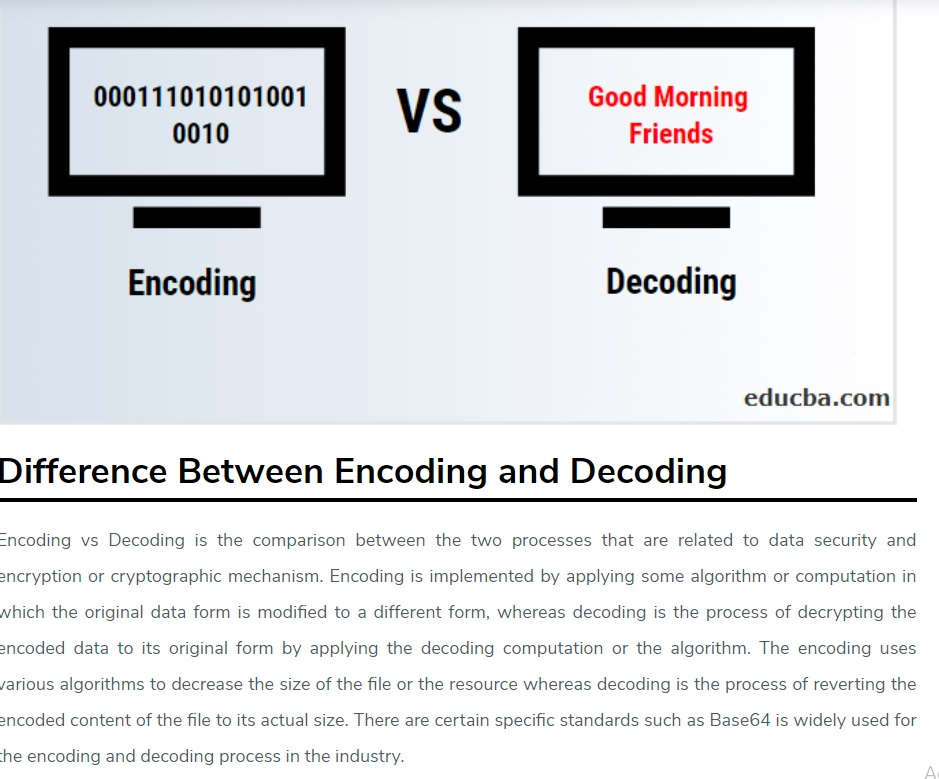 000111010101001
0010
VS
Good Morning
Friends
Encoding
Decoding
educba.com
Difference Between Encoding and Decoding
Encoding vs Decoding is the comparison between the two processes that are related to data security and
encryption or cryptographic mechanism. Encoding is implemented by applying some algorithm or computation in
which the original data form is modified to a different form, whereas decoding is the process of decrypting the
encoded data to its original form by applying the decoding computation or the algorithm. The encoding uses
various algorithms to decrease the size of the file or the resource whereas decoding is the process of reverting the
encoded content of the file to its actual size. There are certain specific standards such as Base64 is widely used for
the encoding and decoding process in the industry.